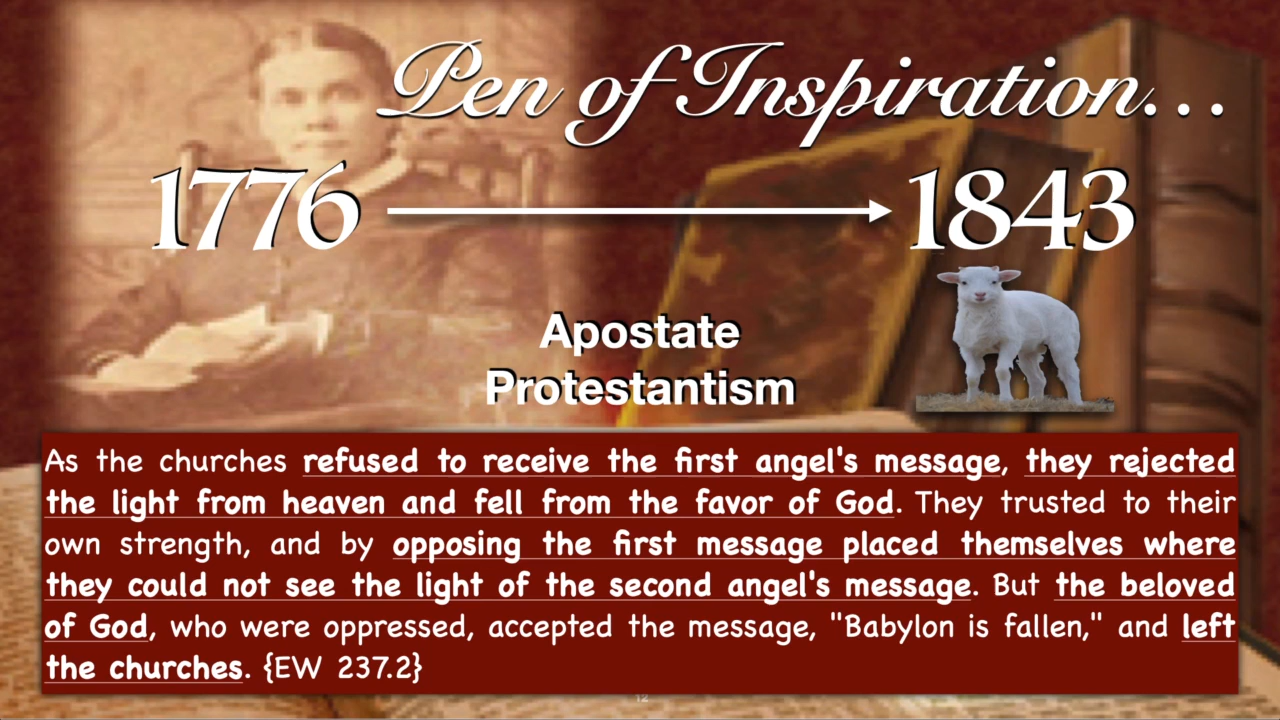 Pen of Inspiration...
1776
1843
Apostate
Protestantism
As the churches refused to receive the first angel's message, they rejected
the light from heaven and fell from the favor of God. They trusted to their
own strength, and by opposing the first message placed themselves where
they could not see the light of the second angel's message. But the beloved
of God, who were oppressed, accepted the message, "Babylon is fallen," and left
the churches. {EW 237.2}
12